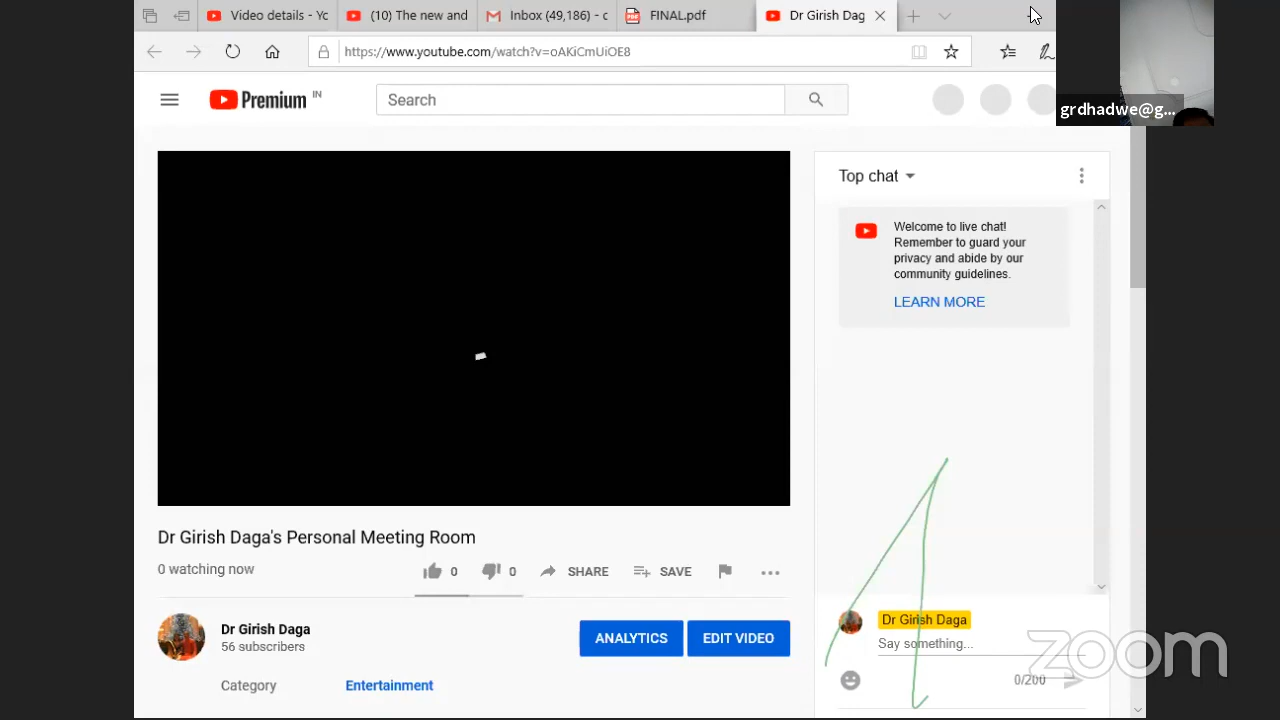 Video details - Yc
(10) The new and
Inbox (49,186) - c
FINAL.pdf
Dr Girish Dag
https://www.youtube.com/watch?v=oAKiCmUiOE8
Premium IN
Search
grdhadwe@g...
Top chat
Welcome to live chat!
Remember to guard your
privacy and abide by our
community guidelines.
LEARN MORE
Dr Girish Daga's Personal Meeting Room
0 watching now
0
0
SHARE
SAVE
Dr Girish Daga
56 subscribers
ANALYTICS
EDIT VIDEO
Category
Entertainment
Dr Girish Daga
Say something...
0/200
zoom